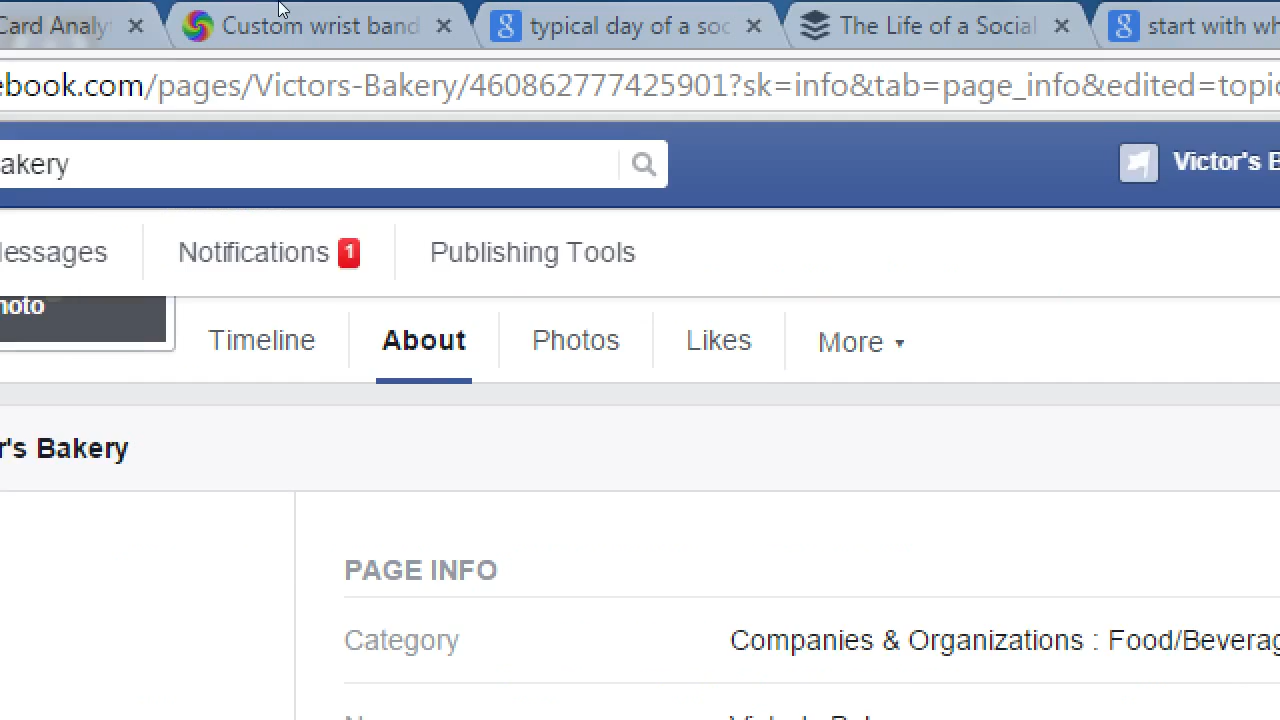 Card Analy
Custom wrist band
typical day of a soc
The Life of a Social
start with wh
ebook.com/pages/Victors-Bakery/460862777425901?sk=info&tab=page_info&edited=topic
akery
Victor's B
Messages
Notifications 1
Publishing Tools
hoto
Timeline
About
Photos
Likes
More
r's Bakery
PAGE INFO
Category
Companies & Organizations : Food/Beverag